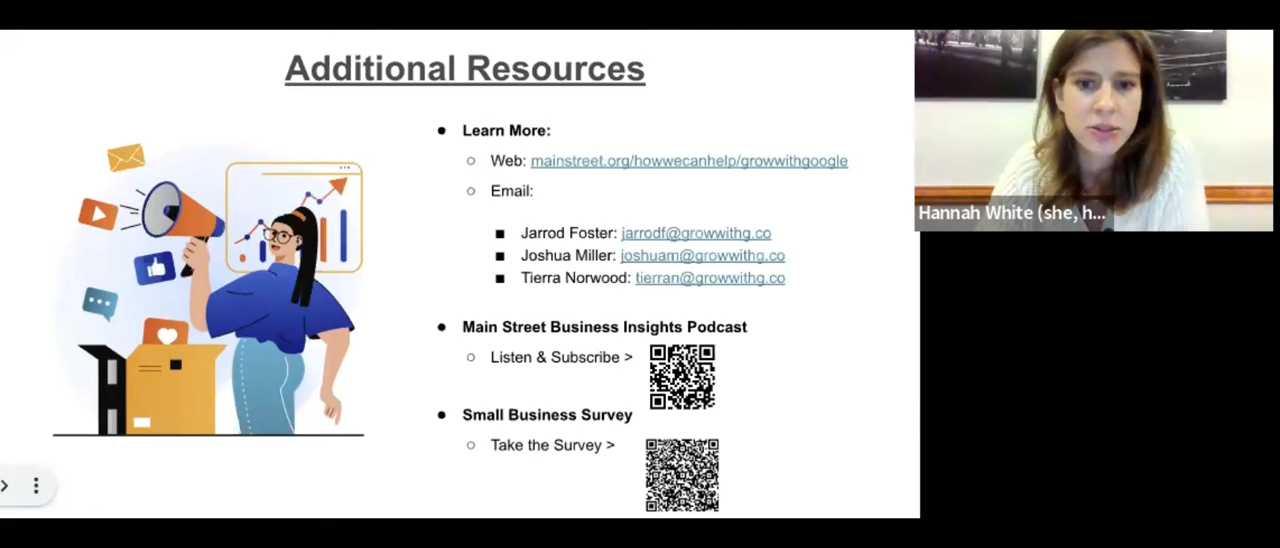 Additional Resources
● Learn More:
○ Web: mainstreet.org/howwecanhelp/growwithgoogle
○ Email:
■ Jarrod Foster: jarrodf@growwithg.co
■ Joshua Miller: joshuam@growwithg.co
■ Tierra Norwood: tierran@growwithg.co
● Main Street Business Insights Podcast
○ Listen & Subscribe >
● Small Business Survey
○ Take the Survey >
Hannah White (she, h...